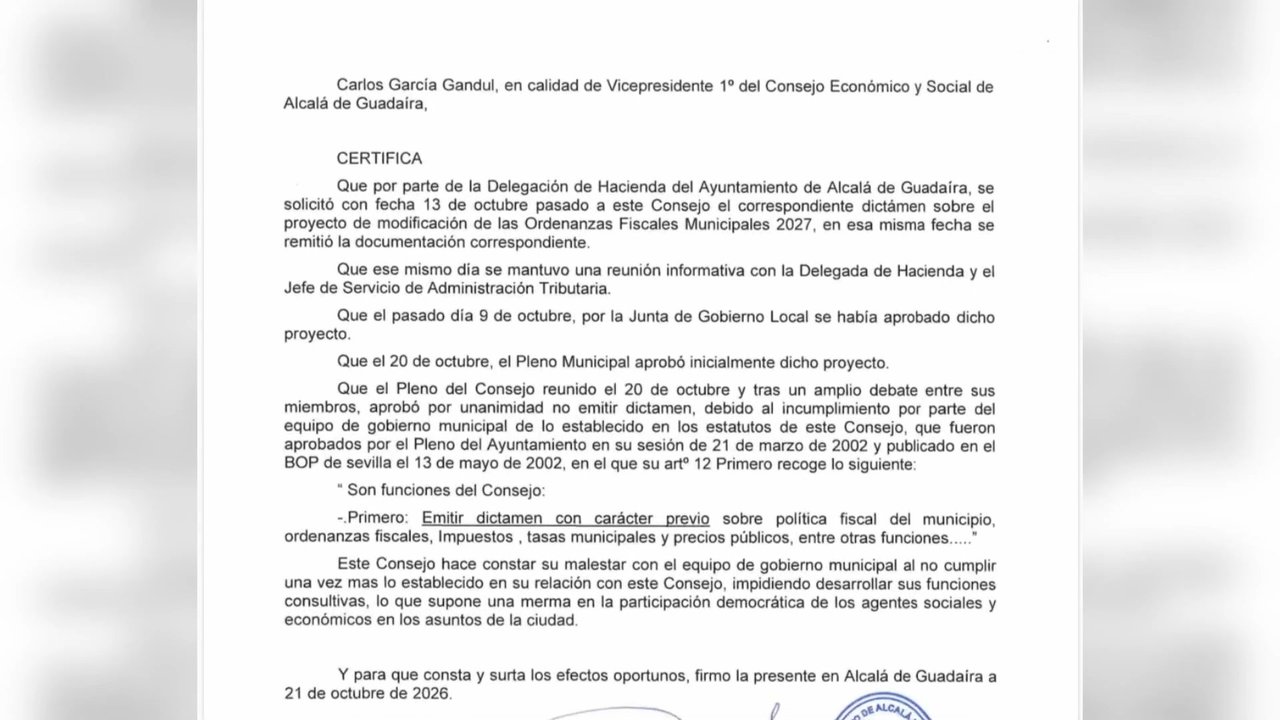 Carlos García Gandul, en calidad de Vicepresidente 1º del Consejo Económico y Social de
Alcalá de Guadaíra,
CERTIFICA
Que por parte de la Delegación de Hacienda del Ayuntamiento de Alcalá de Guadaíra, se
solicitó con fecha 13 de octubre pasado a este Consejo el correspondiente dictámen sobre el
proyecto de modificación de las Ordenanzas Fiscales Municipales 2027, en esa misma fecha se
remitió la documentación correspondiente.
Que ese mismo día se mantuvo una reunión informativa con la Delegada de Hacienda y el
Jefe de Servicio de Administración Tributaria.
Que el pasado día 9 de octubre, por la Junta de Gobierno Local se había aprobado dicho
proyecto.
Que el 20 de octubre, el Pleno Municipal aprobó inicialmente dicho proyecto.
Que el Pleno del Consejo reunido el 20 de octubre y tras un amplio debate entre sus
miembros, aprobó por unanimidad no emitir dictamen, debido al incumplimiento por parte del
equipo de gobierno municipal de lo establecido en los estatutos de este Consejo, que fueron
aprobados por el Pleno del Ayuntamiento en su sesión de 21 de marzo de 2002 y publicado en el
BOP de sevilla el 13 de mayo de 2002, en el que su artº 12 Primero recoge lo siguiente:
“ Son funciones del Consejo:
-.Primero: Emitir dictamen con carácter previo sobre política fiscal del municipio,
ordenanzas fiscales, Impuestos , tasas municipales y precios públicos, entre otras funciones.....”
Este Consejo hace constar su malestar con el equipo de gobierno municipal al no cumplir
una vez mas lo establecido en su relación con este Consejo, impidiendo desarrollar sus funciones
consultivas, lo que supone una merma en la participación democrática de los agentes sociales y
económicos en los asuntos de la ciudad.
Y para que consta y surta los efectos oportunos, firmo la presente en Alcalá de Guadaíra a
21 de octubre de 2026.
DE ALCALÁ